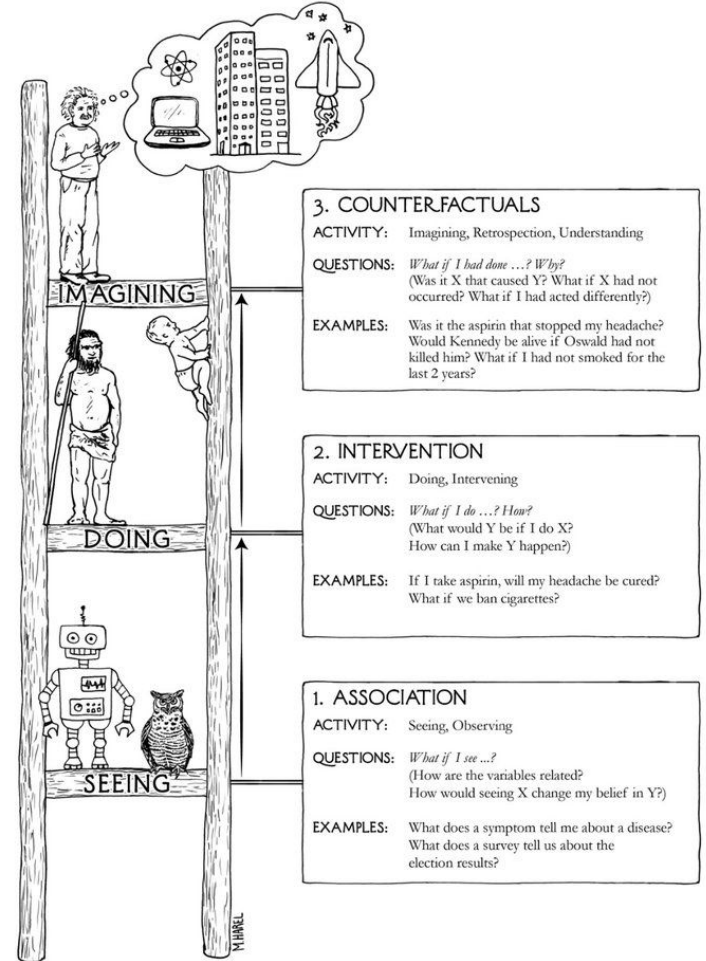 3. COUNTERFACTUALS
ACTIVITY: Imagining, Retrospection, Understanding
QUESTIONS: What if I had done …? Why?
(Was it X that caused Y? What if X had not
occurred? What if I had acted differently?)
EXAMPLES: Was it the aspirin that stopped my headache?
Would Kennedy be alive if Oswald had not
killed him? What if I had not smoked for the
last 2 years?
IMAGINING
2. INTERVENTION
ACTIVITY: Doing, Intervening
QUESTIONS: What if I do …? How?
(What would Y be if I do X?
How can I make Y happen?)
EXAMPLES: If I take aspirin, will my headache be cured?
What if we ban cigarettes?
DOING
1. ASSOCIATION
ACTIVITY: Seeing, Observing
QUESTIONS: What if I see ...?
(How are the variables related?
How would seeing X change my belief in Y?)
EXAMPLES: What does a symptom tell me about a disease?
What does a survey tell us about the
election results?
SEEING
M.HAREL